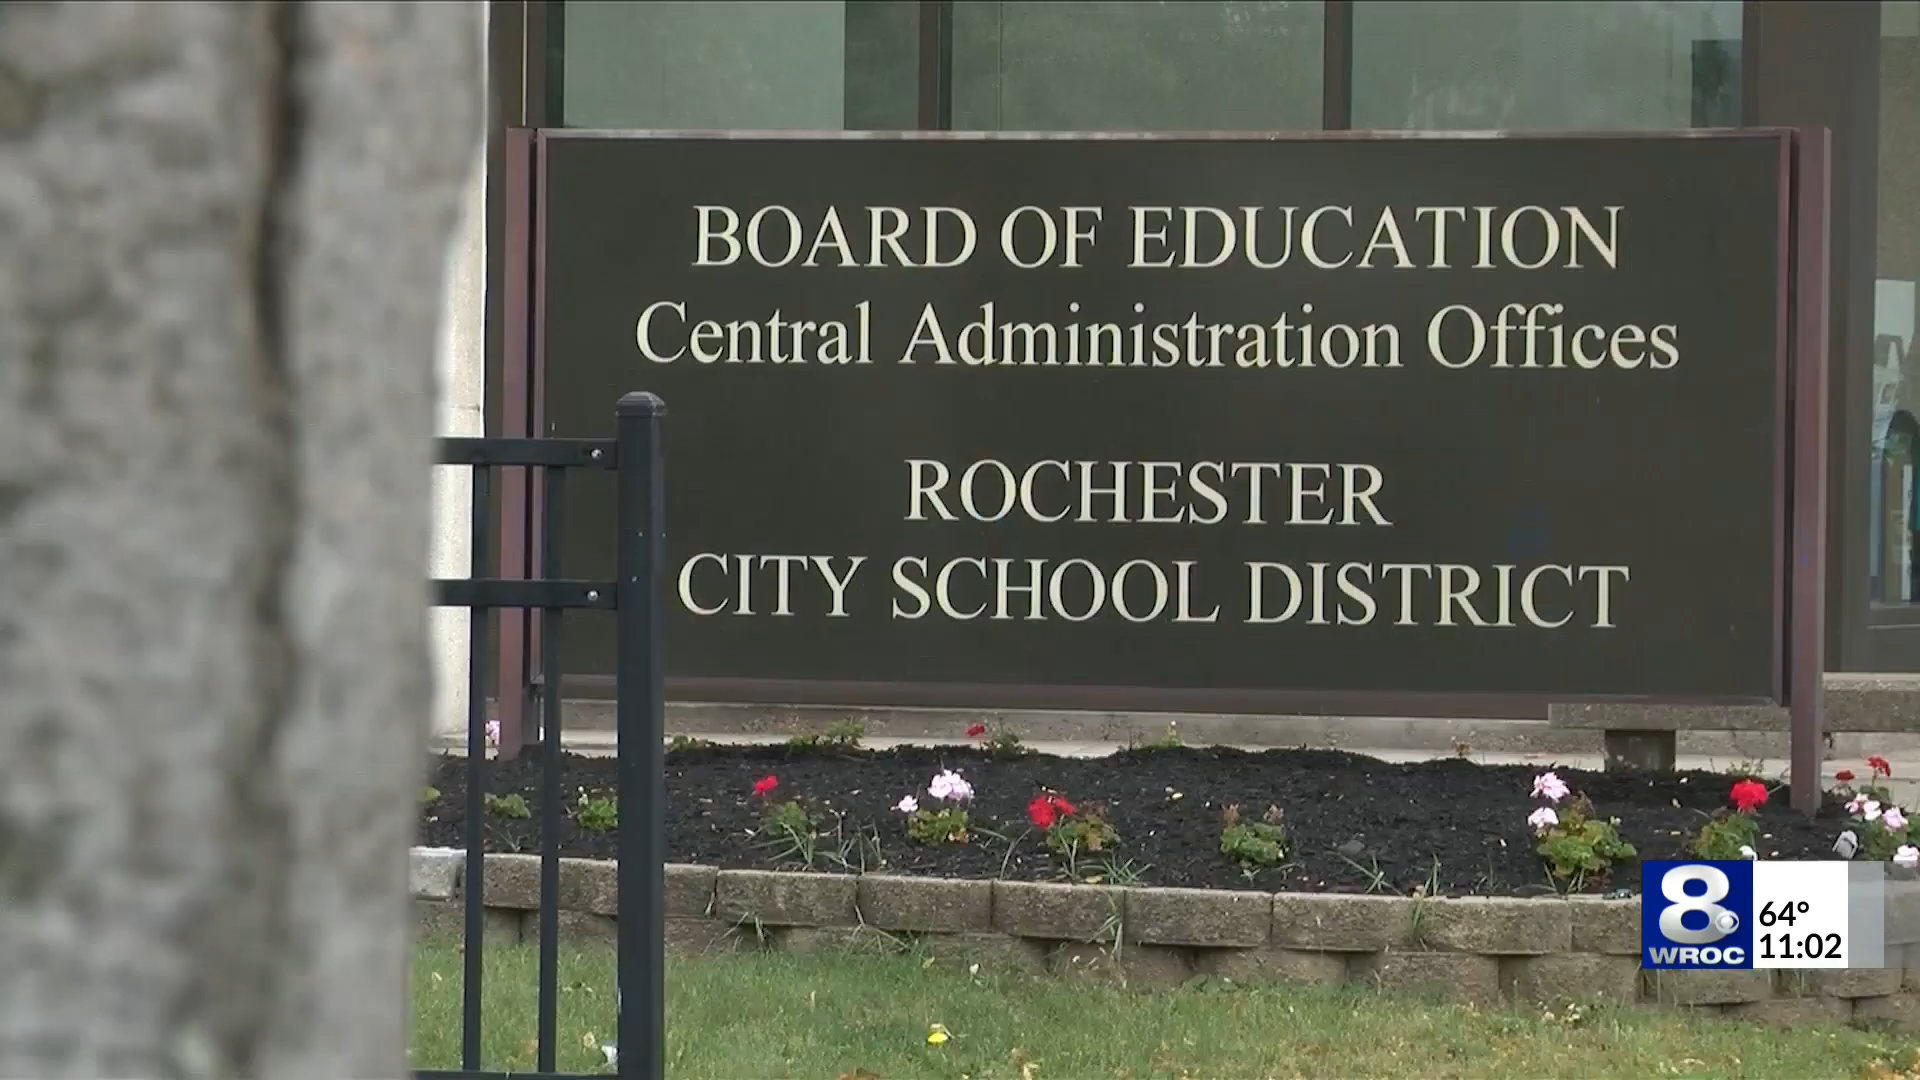 BOARD OF EDUCATION
Central Administration Offices
ROCHESTER
CITY SCHOOL DISTRICT
8
WROC
64°
11:02